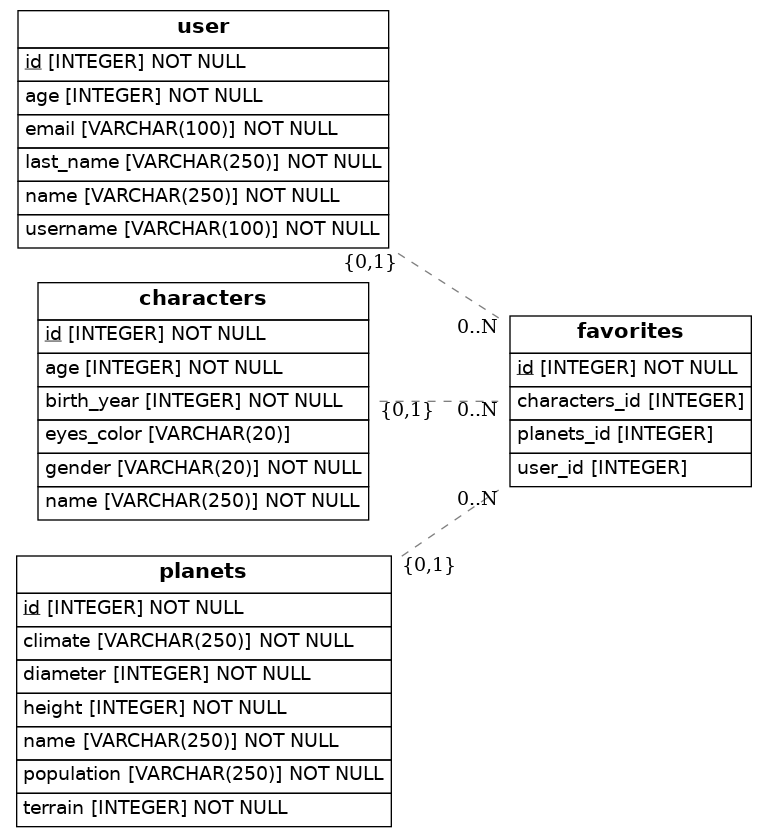 user
id [INTEGER] NOT NULL
age [INTEGER] NOT NULL
email [VARCHAR(100)] NOT NULL
last_name [VARCHAR(250)] NOT NULL
name [VARCHAR(250)] NOT NULL
username [VARCHAR(100)] NOT NULL
{0,1}
0..N
characters
id [INTEGER] NOT NULL
age [INTEGER] NOT NULL
birth_year [INTEGER] NOT NULL
eyes_color [VARCHAR(20)]
gender [VARCHAR(20)] NOT NULL
name [VARCHAR(250)] NOT NULL
{0,1}
0..N
favorites
id [INTEGER] NOT NULL
characters_id [INTEGER]
planets_id [INTEGER]
user_id [INTEGER]
0..N
{0,1}
planets
id [INTEGER] NOT NULL
climate [VARCHAR(250)] NOT NULL
diameter [INTEGER] NOT NULL
height [INTEGER] NOT NULL
name [VARCHAR(250)] NOT NULL
population [VARCHAR(250)] NOT NULL
terrain [INTEGER] NOT NULL